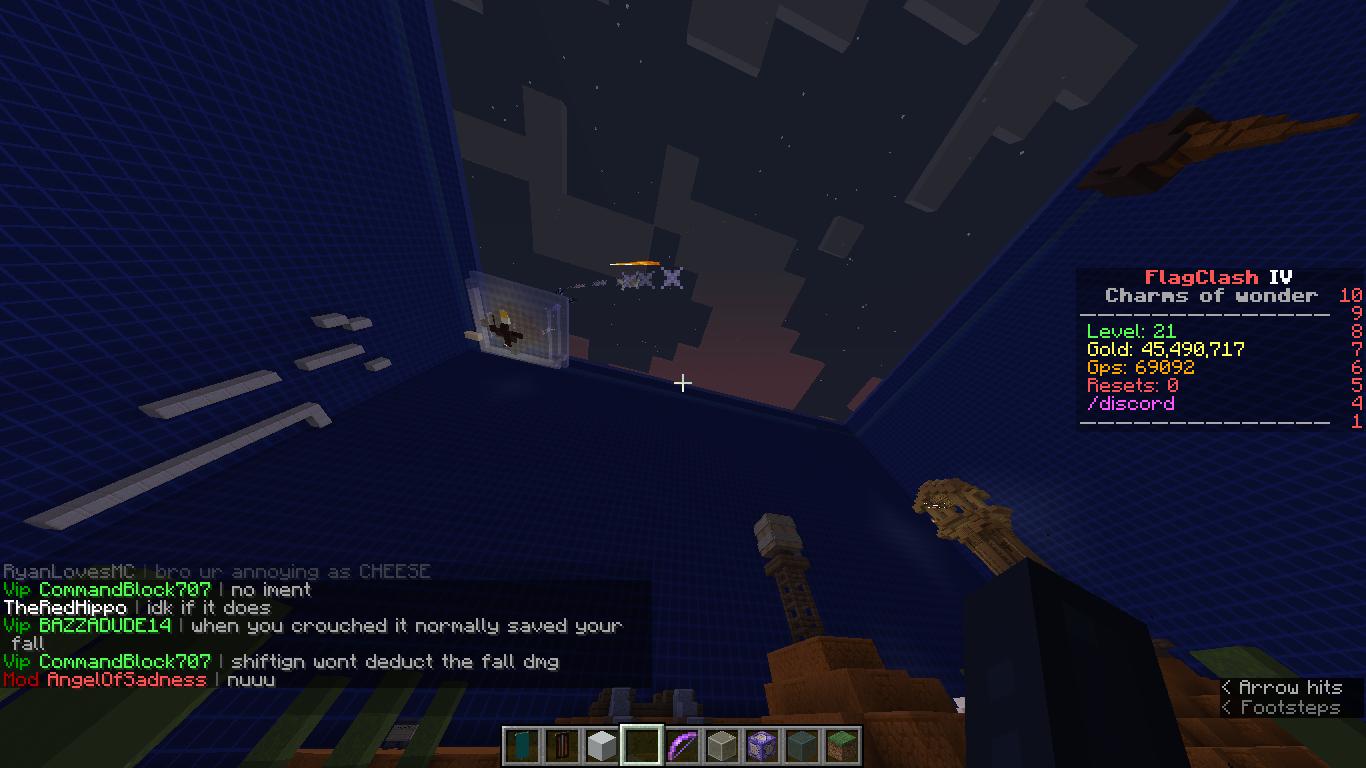 FlagClash IV
Charms of wonder 10
9
Level: 21 8
Gold: 45,490,717 7
Gps: 69092 6
Resets: 0 5
/discord 4
1
RyanLovesMC | bro ur annoying as CHEESE
Vip CommandBlock707 | no iment
TheRedHippo | idk if it does
Vip BAZZADUDE14 | when you crouched it normally saved your
fall
Vip CommandBlock707 | shiftign wont deduct the fall dmg
Mod AngelOfSadness | nuuu
< Arrow hits
< Footsteps